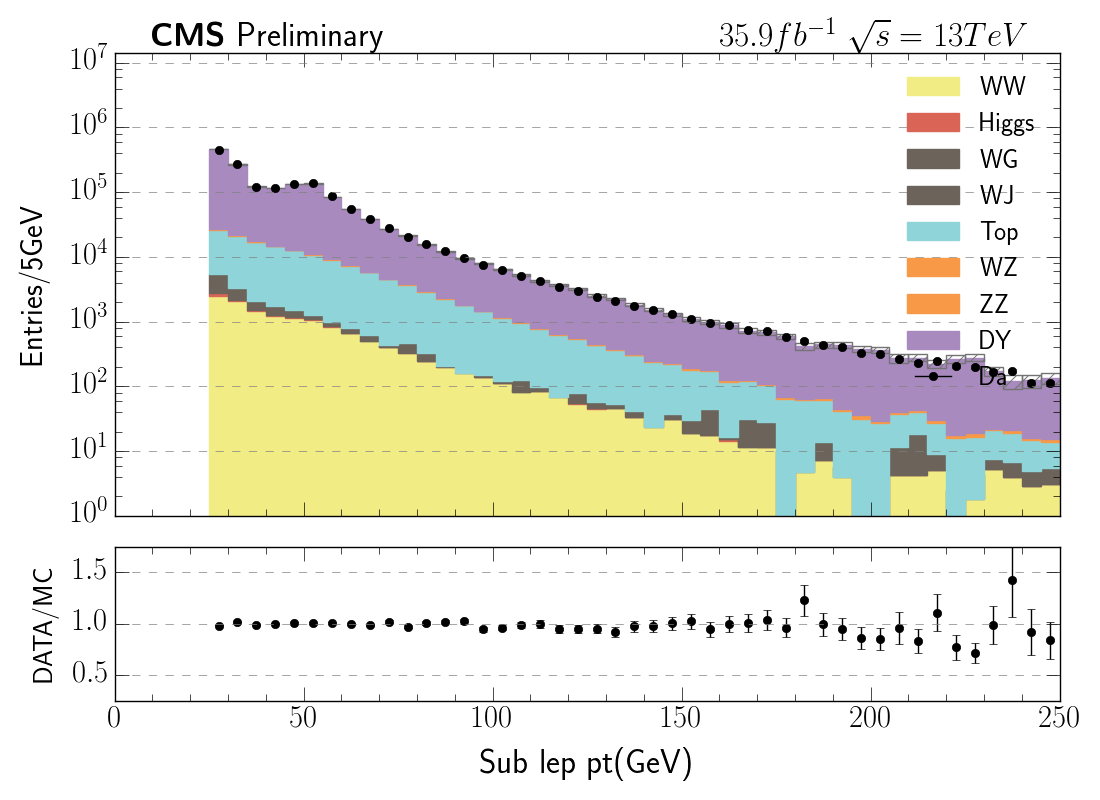 CMS Preliminary 35.9fb⁻¹ √s = 13TeV
10⁷
10⁶
10⁵
10⁴
10³
10²
10¹
10⁰
Entries/5GeV
WW
Higgs
WG
WJ
Top
WZ
ZZ
DY
Da
1.5
1.0
0.5
DATA/MC
0 50 100 150 200 250
Sub lep pt(GeV)